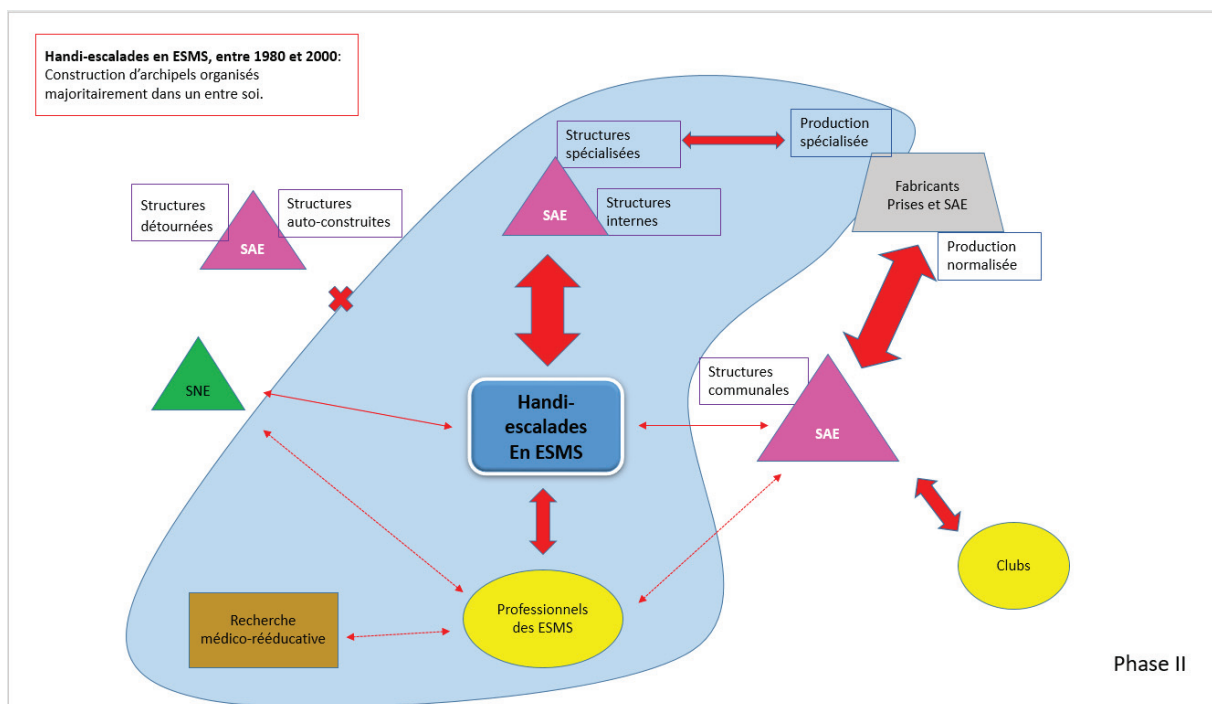 Handi-escalades en ESMS, entre 1980 et 2000:
Construction d'archipels organisés
majoritairement dans un entre soi.
Structures
spécialisées
Production
spécialisée
Structures
détournées
Structures
auto-construites
SAE
SAE
Structures
internes
Fabricants
Prises et SAE
Production
normalisée
SNE
Handi-
escalades
En ESMS
Structures
communales
SAE
Clubs
Recherche
médico-rééducative
Professionnels
des ESMS
Phase II